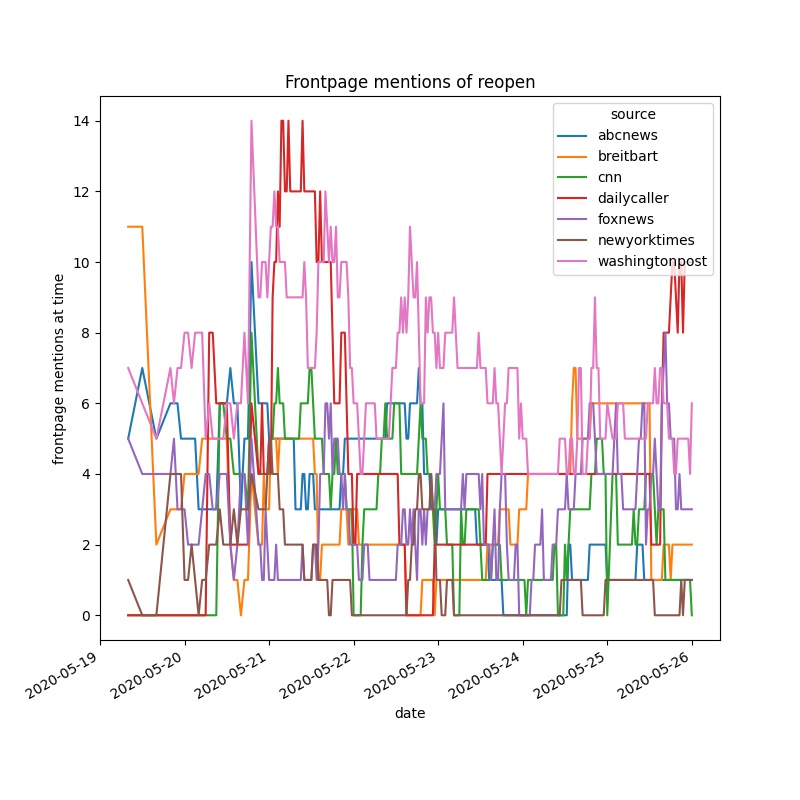 Frontpage mentions of reopen
source
abcnews
breitbart
cnn
dailycaller
foxnews
newyorktimes
washingtonpost
frontpage mentions at time
14
12
10
8
6
4
2
0
2020-05-19
2020-05-20
2020-05-21
2020-05-22
2020-05-23
2020-05-24
2020-05-25
2020-05-26
date